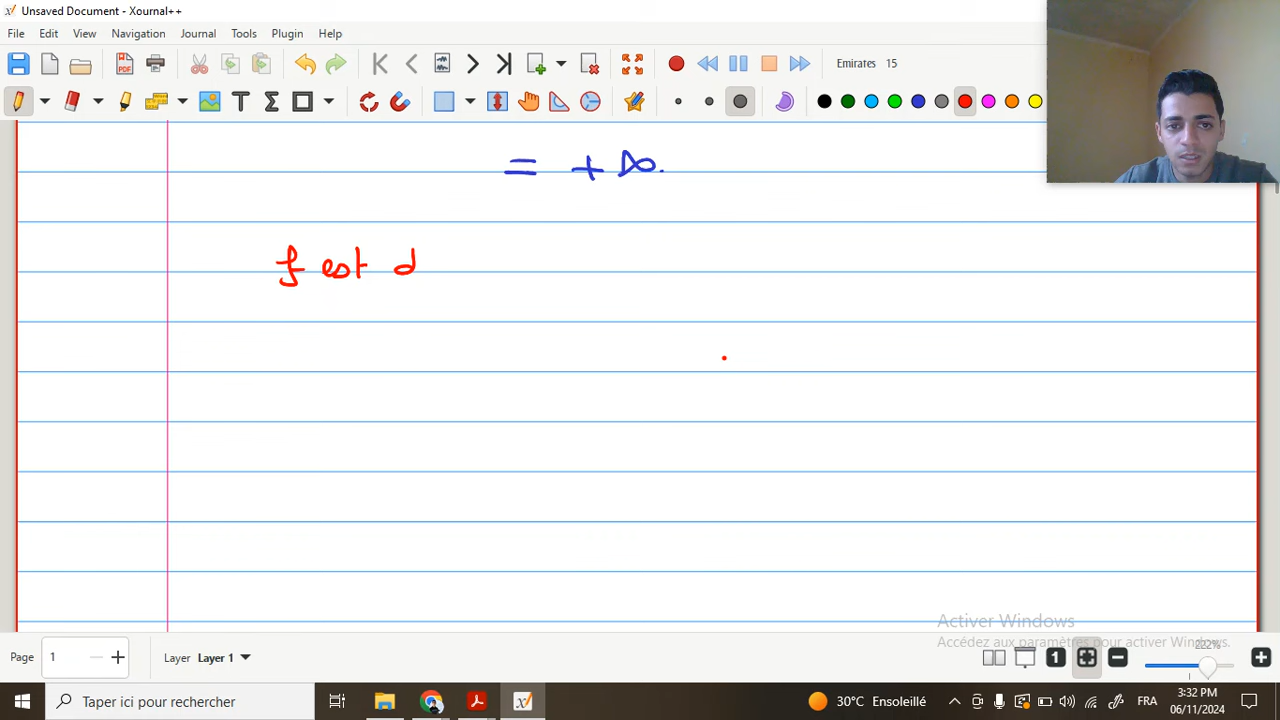 Unsaved Document - Xournal++
File Edit View Navigation Journal Tools Plugin Help
Emirates 15
= +∞.
f est d
Activer Windows
Accédez aux paramètres pour activer Windows.
222%
Page 1 Layer Layer 1
1
Taper ici pour rechercher
30°C Ensoleillé
FRA
3:32 PM
06/11/2024